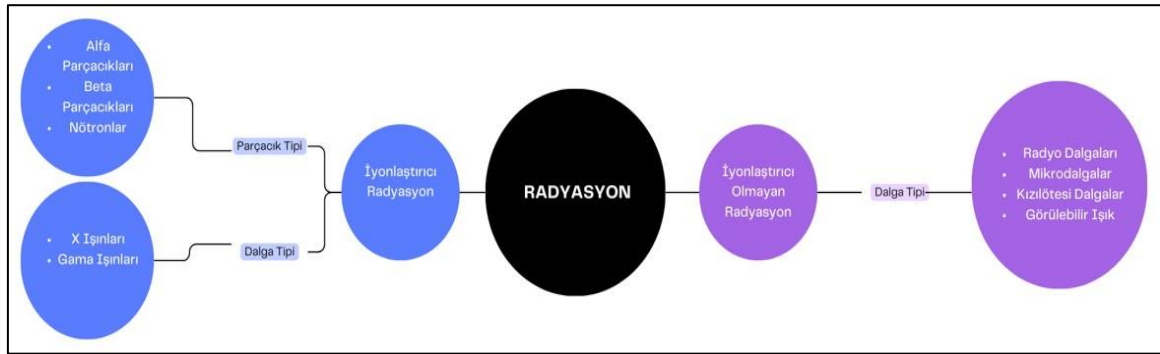 Alfa
Parçacıkları
Beta
Parçacıkları
Nötronlar
Parçacık Tipi
X Işınları
Gama Işınları
Dalga Tipi
İyonlaştırıcı
Radyasyon
RADYASYON
İyonlaştırıcı
Olmayan
Radyasyon
Dalga Tipi
Radyo Dalgaları
Mikrodalgalar
Kızılötesi Dalgalar
Görülebilir Işık